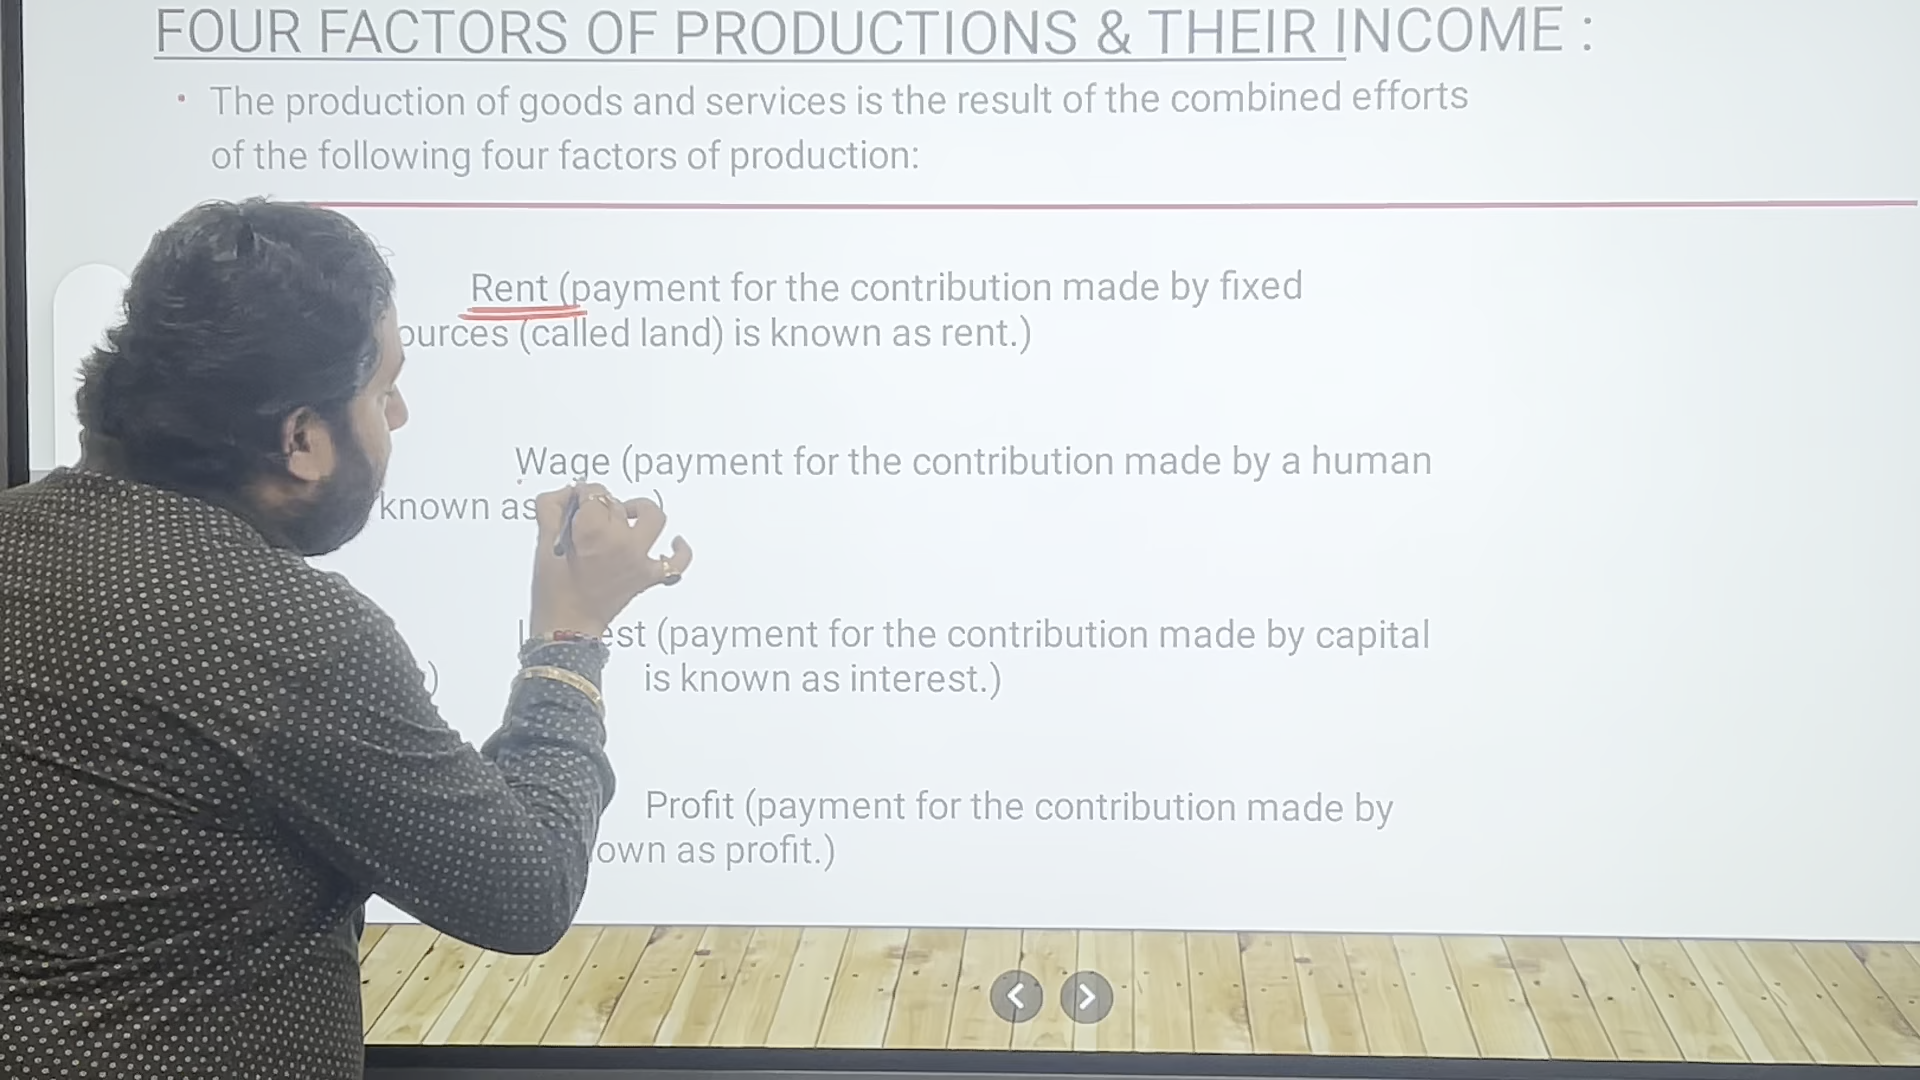 FOUR FACTORS OF PRODUCTIONS & THEIR INCOME :
• The production of goods and services is the result of the combined efforts
of the following four factors of production:
Rent (payment for the contribution made by fixed
(called land) is known as rent.)
Wage (payment for the contribution made by a human
known as )
(payment for the contribution made by capital
) is known as interest.)
Profit (payment for the contribution made by
as profit.)